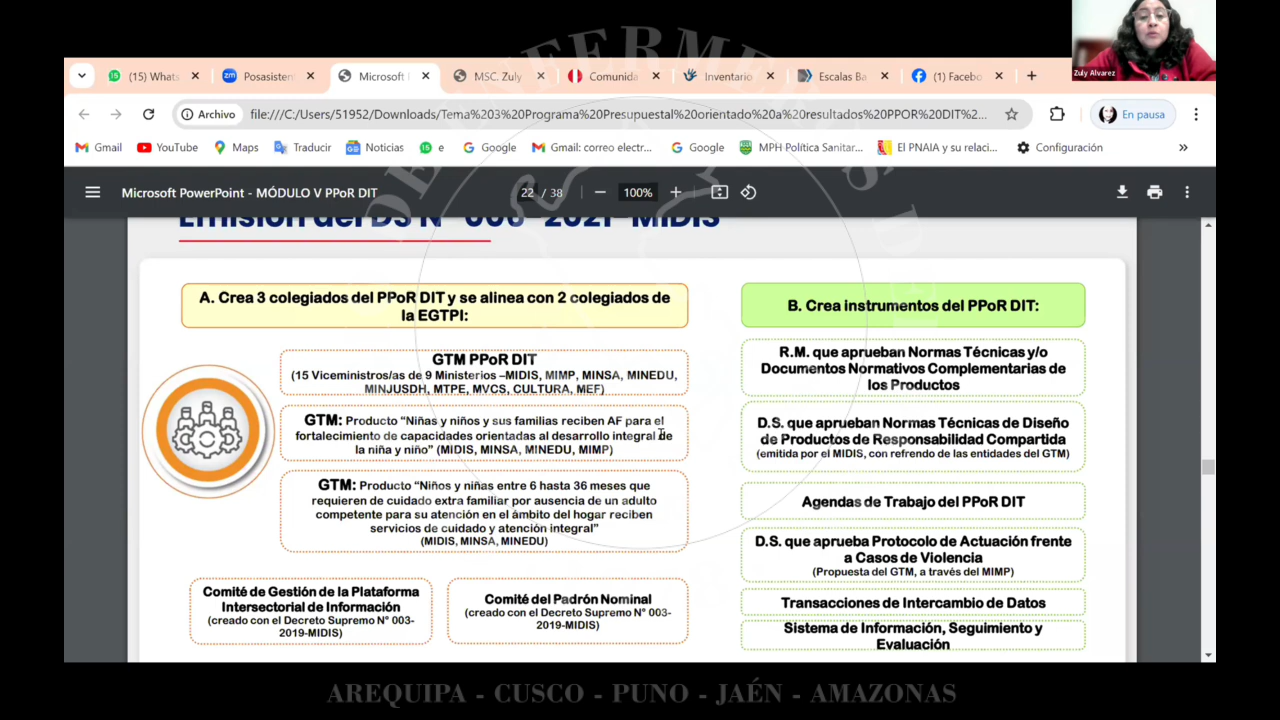 Zuly Alvarez
(15) Whats
Posasisten
Microsoft
MSC. Zuly
Comunida
Inventario
Escalas Ba
(1) Facebo
Archivo
file:///C:/Users/51952/Downloads/Tema%203%20Programa%20Presupuestal%20orientado%20a%20resultados%20PPOR%20DIT%2...
En pausa
Gmail
YouTube
Maps
Traducir
Noticias
e
Google
Gmail: correo electr...
Google
MPH Política Sanitar...
El PNAIA y su relaci...
Configuración
Microsoft PowerPoint - MÓDULO V PPoR DIT
22 / 38
100%
Emisión del DS N° 006-2021-MIDIS
A. Crea 3 colegiados del PPoR DIT y se alinea con 2 colegiados de
la EGTPI:
GTM PPoR DIT
(15 Viceministros/as de 9 Ministerios –MIDIS, MIMP, MINSA, MINEDU,
MINJUSDH, MTPE, MVCS, CULTURA, MEF)
GTM: Producto “Niñas y niños y sus familias reciben AF para el
fortalecimiento de capacidades orientadas al desarrollo integral de
la niña y niño” (MIDIS, MINSA, MINEDU, MIMP)
GTM: Producto “Niños y niñas entre 6 hasta 36 meses que
requieren de cuidado extra familiar por ausencia de un adulto
competente para su atención en el ámbito del hogar reciben
servicios de cuidado y atención integral”
(MIDIS, MINSA, MINEDU)
Comité de Gestión de la Plataforma
Intersectorial de Información
(creado con el Decreto Supremo N° 003-
2019-MIDIS)
Comité del Padrón Nominal
(creado con el Decreto Supremo N° 003-
2019-MIDIS)
B. Crea instrumentos del PPoR DIT:
R.M. que aprueban Normas Técnicas y/o
Documentos Normativos Complementarias de
los Productos
D.S. que aprueban Normas Técnicas de Diseño
de Productos de Responsabilidad Compartida
(emitida por el MIDIS, con refrendo de las entidades del GTM)
Agendas de Trabajo del PPoR DIT
D.S. que aprueba Protocolo de Actuación frente
a Casos de Violencia
(Propuesta del GTM, a través del MIMP)
Transacciones de Intercambio de Datos
Sistema de Información, Seguimiento y
Evaluación
AREQUIPA - CUSCO - PUNO - JAÉN - AMAZONAS